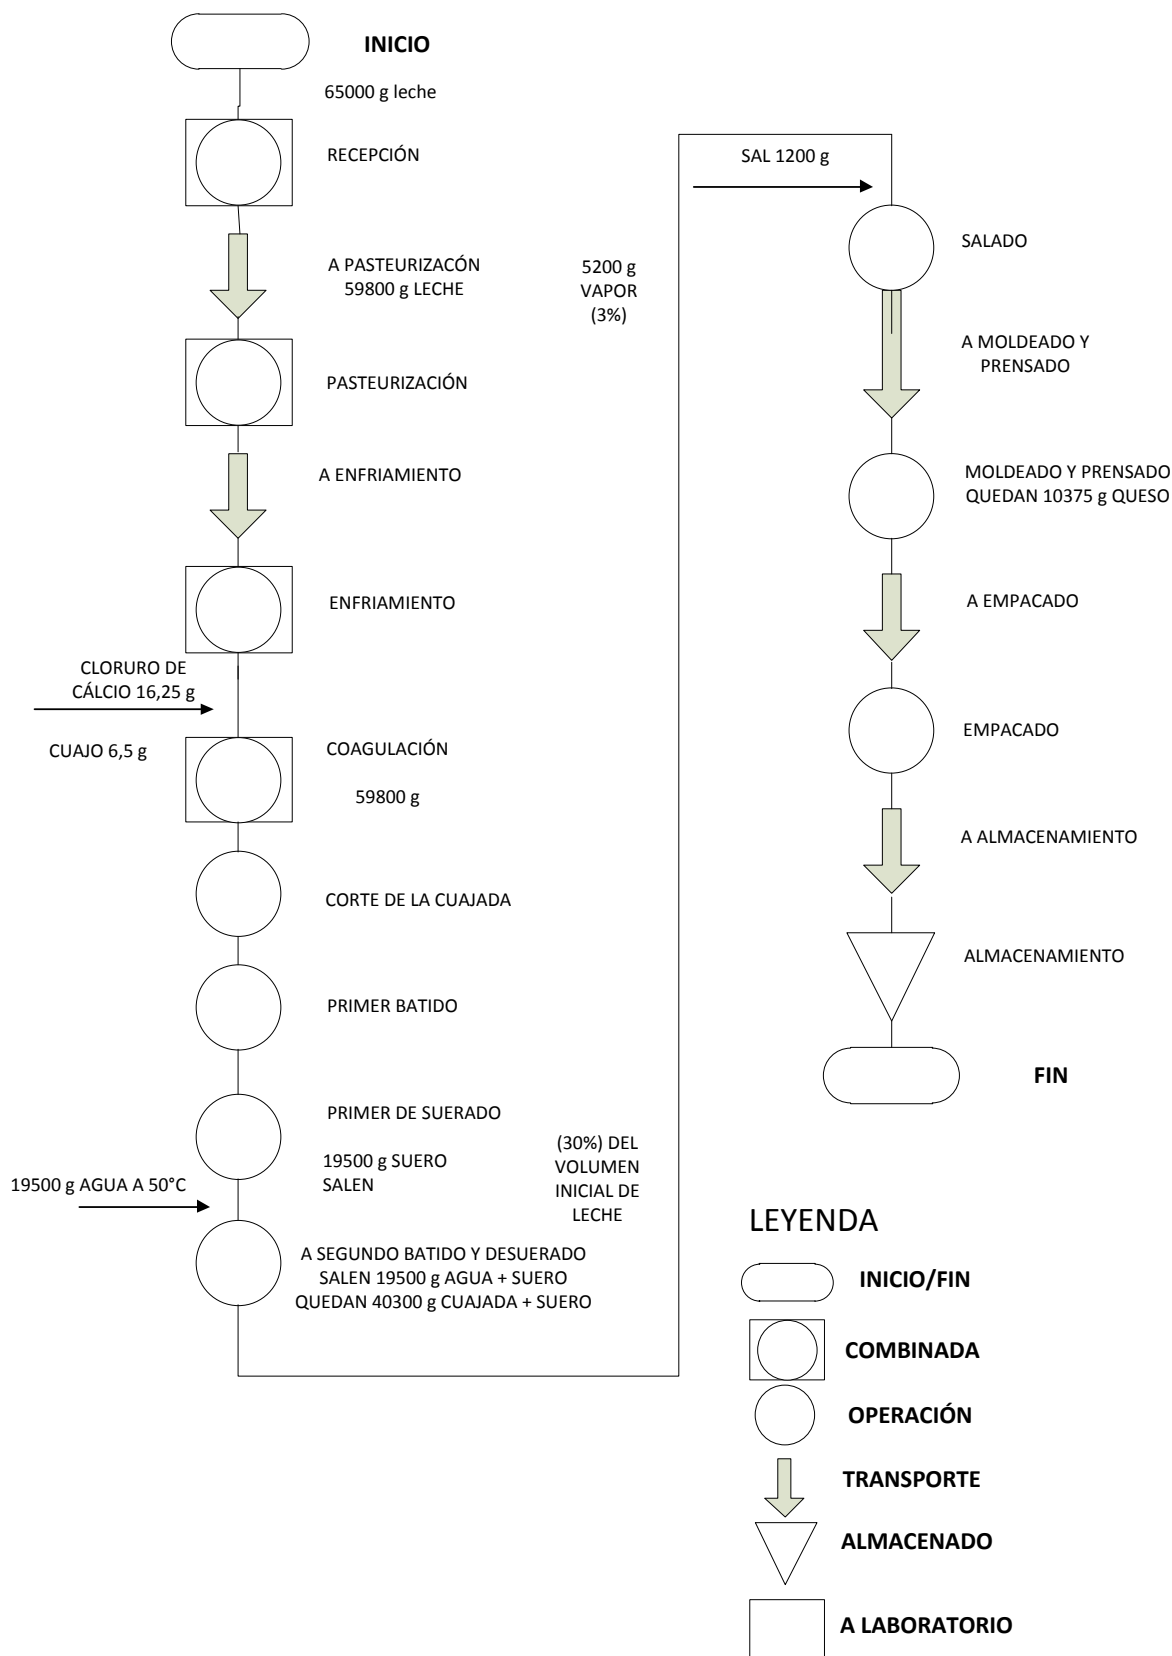 INICIO
65000 g leche
RECEPCIÓN
A PASTEURIZACÓN
59800 g LECHE
5200 g
VAPOR
(3%)
PASTEURIZACIÓN
A ENFRIAMIENTO
ENFRIAMIENTO
CLORURO DE
CÁLCIO 16,25 g
CUAJO 6,5 g
COAGULACIÓN
59800 g
CORTE DE LA CUAJADA
PRIMER BATIDO
PRIMER DE SUERADO
19500 g SUERO
SALEN
(30%) DEL
VOLUMEN
INICIAL DE
LECHE
19500 g AGUA A 50°C
A SEGUNDO BATIDO Y DESUERADO
SALEN 19500 g AGUA + SUERO
QUEDAN 40300 g CUAJADA + SUERO
SAL 1200 g
SALADO
A MOLDEADO Y
PRENSADO
MOLDEADO Y PRENSADO
QUEDAN 10375 g QUESO
A EMPACADO
EMPACADO
A ALMACENAMIENTO
ALMACENAMIENTO
FIN
LEYENDA
INICIO/FIN
COMBINADA
OPERACIÓN
TRANSPORTE
ALMACENADO
A LABORATORIO